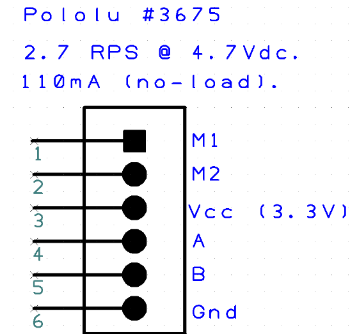 Pololu #3675
2.7 RPS @ 4.7Vdc.
110mA (no-load).
1 M1
2 M2
3 Vcc (3.3V)
4 A
5 B
6 Gnd